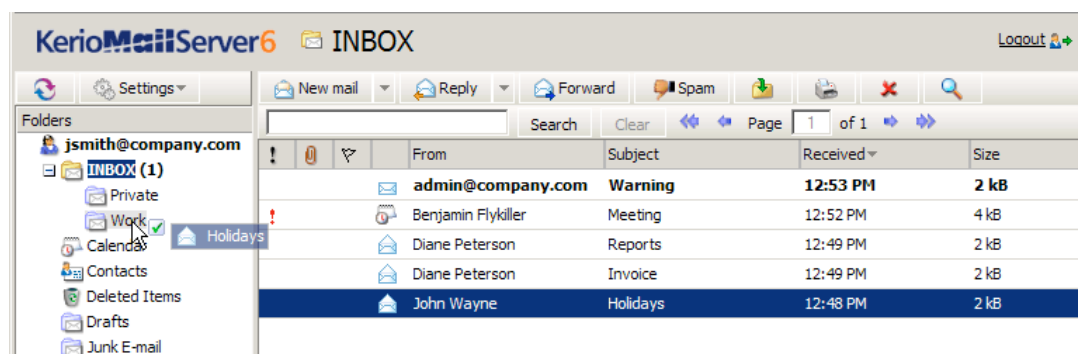 KerioMailServer6 INBOX Logout
Settings New mail Reply Forward Spam
Folders Search Clear Page 1 of 1
jsmith@company.com
! From Subject Received Size
INBOX (1)
admin@company.com Warning 12:53 PM 2 kB
Private
! Benjamin Flykiller Meeting 12:52 PM 4 kB
Work
Holidays
Calendar
Diane Peterson Reports 12:49 PM 2 kB
Contacts
Diane Peterson Invoice 12:49 PM 2 kB
Deleted Items
John Wayne Holidays 12:48 PM 2 kB
Drafts
Junk E-mail